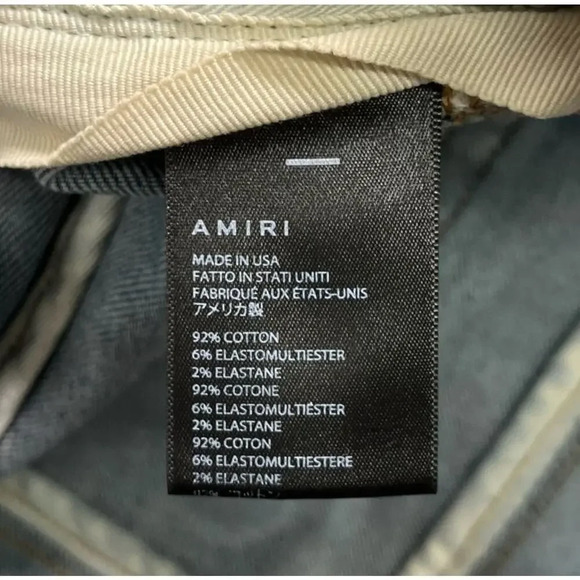 AMIRI
MADE IN USA
FATTO IN STATI UNITI
FABRIQUÉ AUX ÉTATS-UNIS
アメリカ製
92% COTTON
6% ELASTOMULTIESTER
2% ELASTANE
92% COTONE
6% ELASTOMULTIÉSTER
2% ELASTANE
92% COTON
6% ELASTOMULTIESTERE
2% ELASTANE